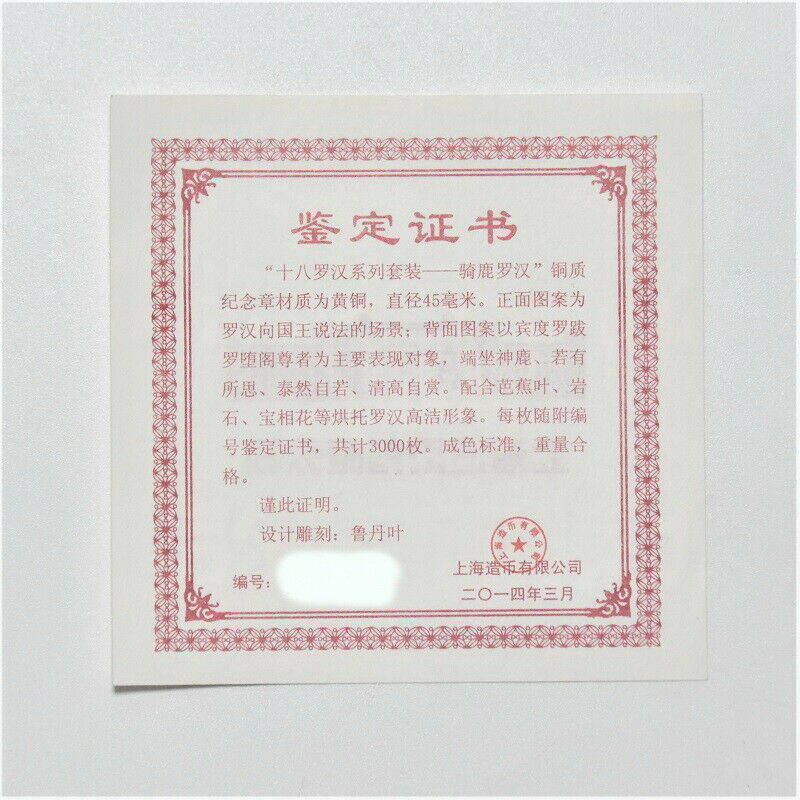 鉴定证书
“十八罗汉系列套装——骑鹿罗汉”铜质
纪念章材质为黄铜，直径45毫米。正面图案为
罗汉向国王说法的场景；背面图案以宾度罗跋
罗堕阇尊者为主要表现对象，端坐神鹿、若有
所思、泰然自若、清高自赏。配合芭蕉叶、岩
石、宝相花等烘托罗汉高洁形象。每枚随附编
号鉴定证书，共计3000枚。成色标准，重量合
格。
谨此证明。
设计雕刻：鲁丹叶
编号：
上海造币有限公司
上海造币有限公司
二〇一四年三月